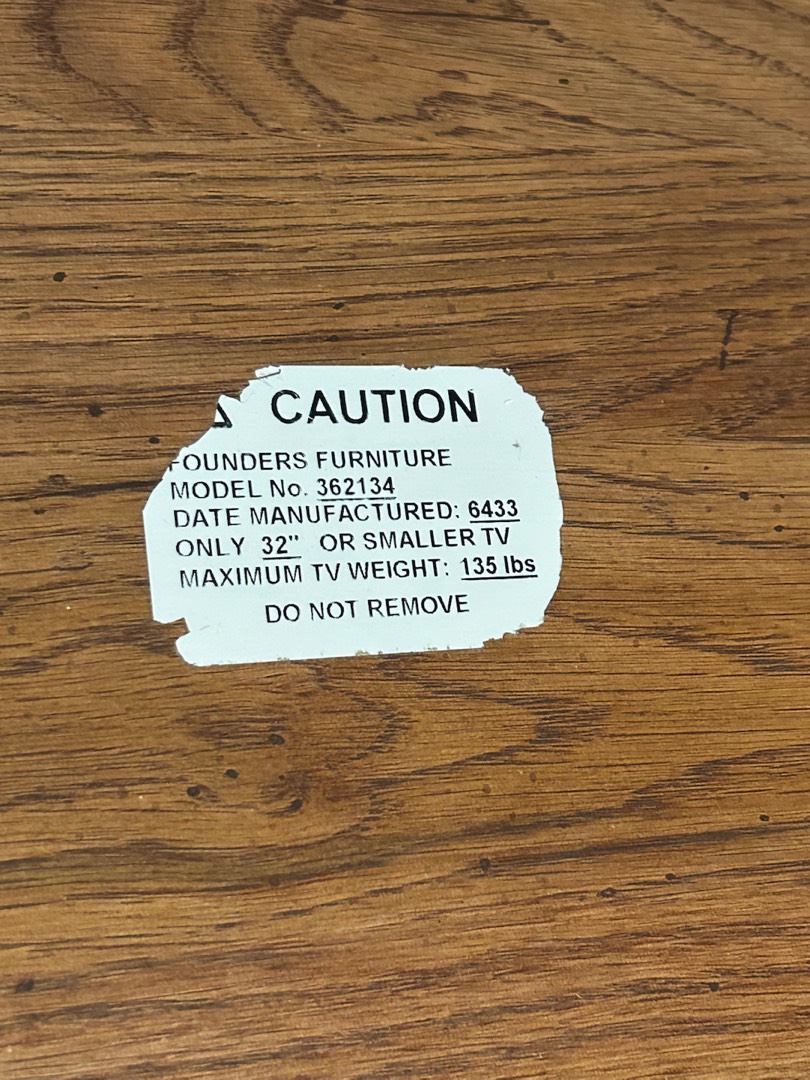 CAUTION
FOUNDERS FURNITURE
MODEL No. 362134
DATE MANUFACTURED: 6433
ONLY 32" OR SMALLER TV
MAXIMUM TV WEIGHT: 135 lbs
DO NOT REMOVE